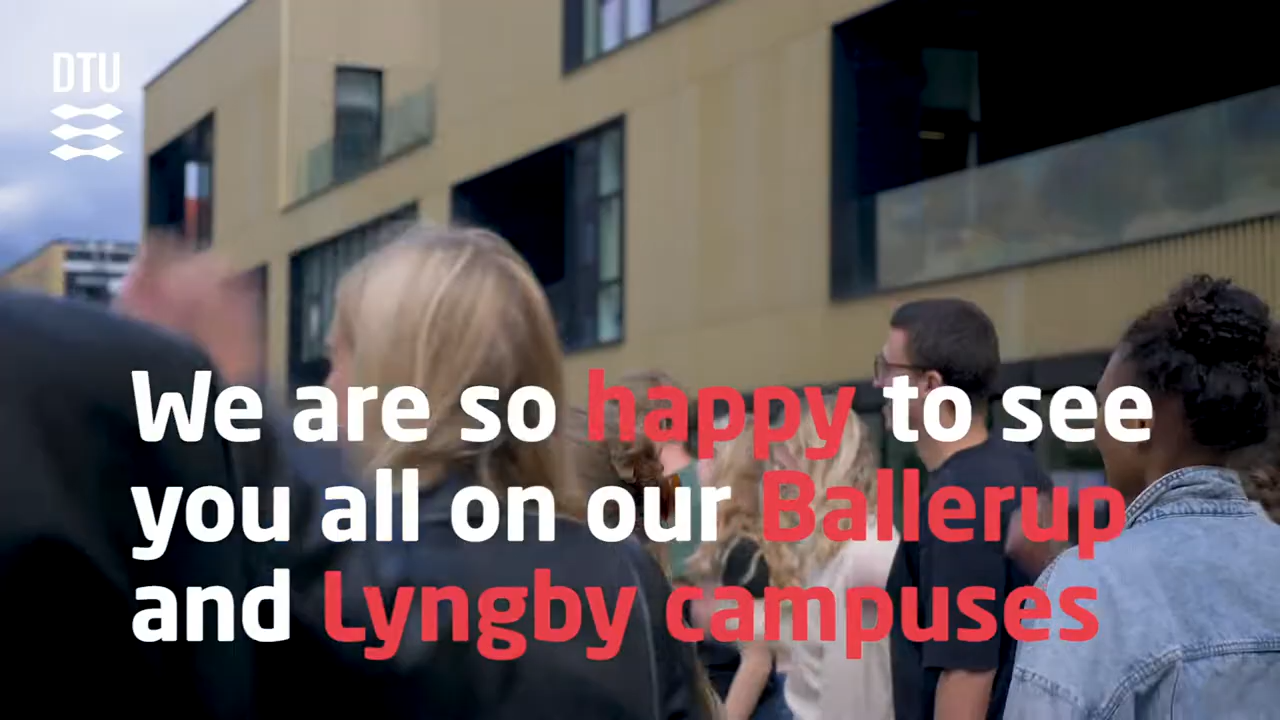 DTU
We are so happy to see
you all on our Ballerup
and Lyngby campuses